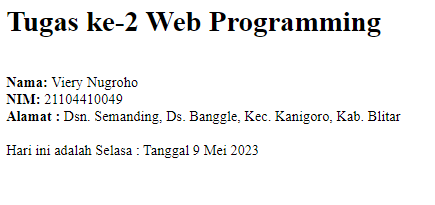 Tugas ke-2 Web Programming
Nama: Viery Nugroho
NIM: 21104410049
Alamat : Dsn. Semanding, Ds. Banggle, Kec. Kanigoro, Kab. Blitar
Hari ini adalah Selasa : Tanggal 9 Mei 2023